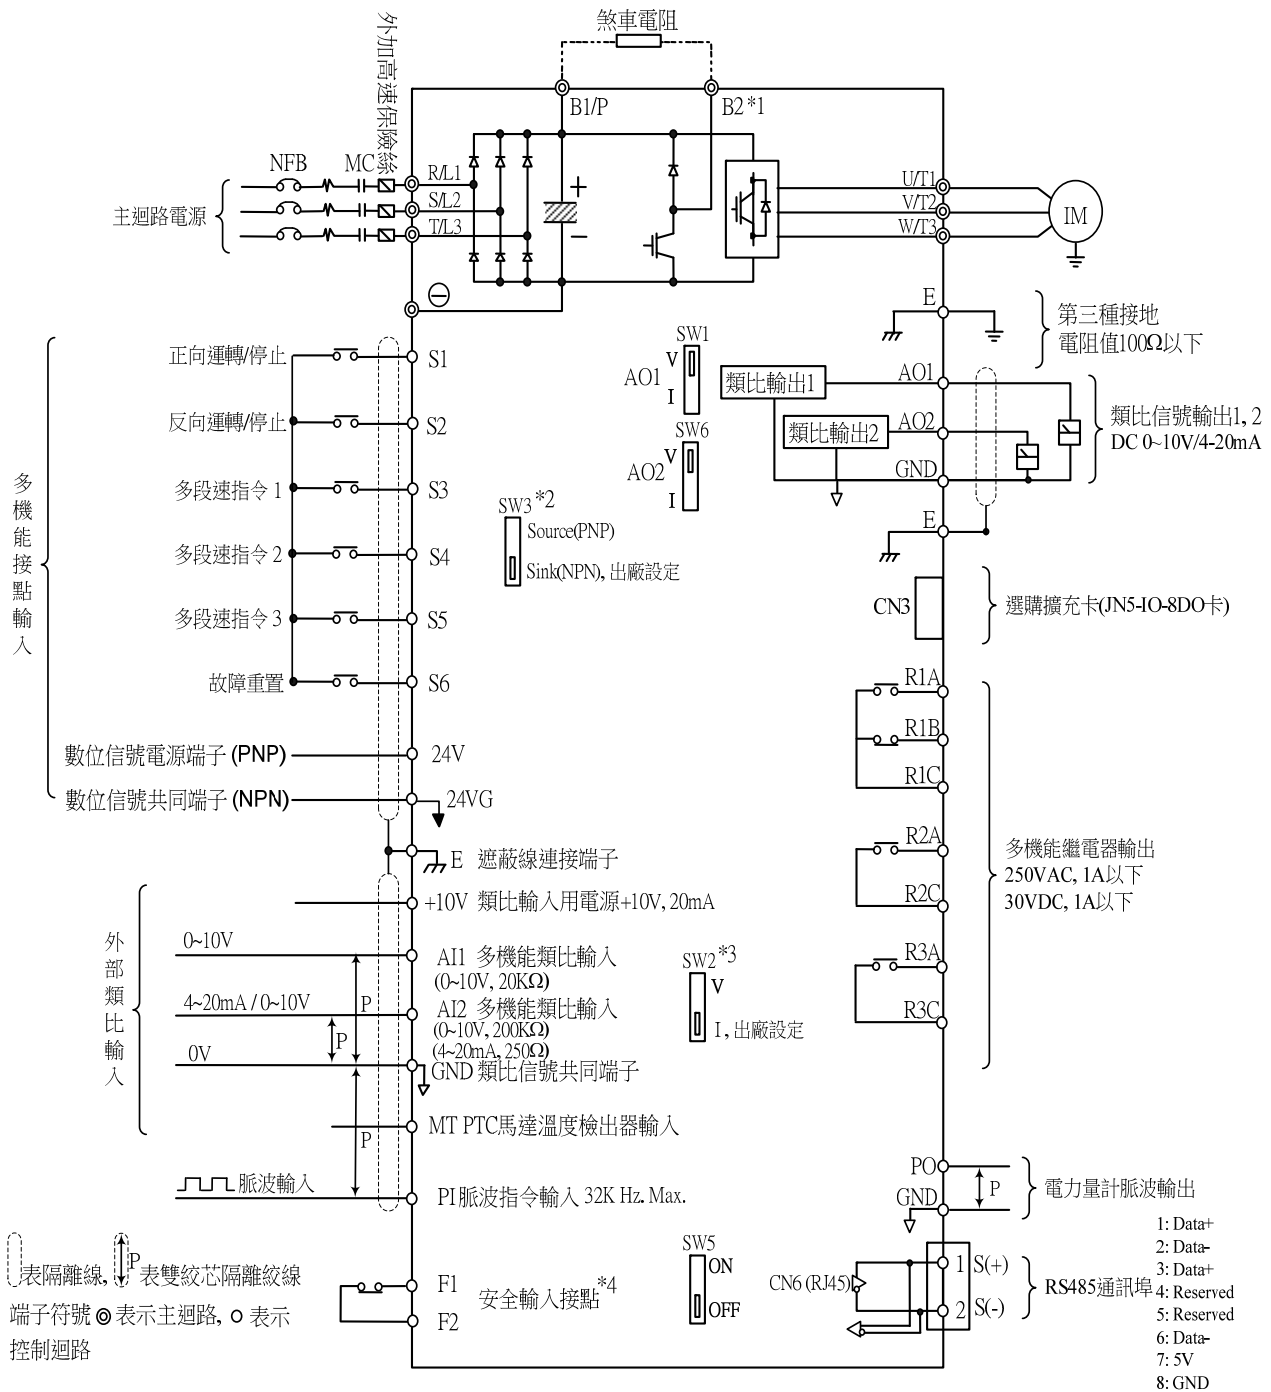 煞車電阻
外加高速保險絲
B1/P
B2 *1
NFB
MC
R/L1
S/L2
T/L3
主迴路電源
+
−
U/T1
V/T2
W/T3
IM
E
第三種接地
電阻值100Ω以下
多機能接點輸入
正向運轉/停止
S1
反向運轉/停止
S2
多段速指令 1
S3
多段速指令 2
S4
多段速指令 3
S5
故障重置
S6
數位信號電源端子 (PNP)
24V
數位信號共同端子 (NPN)
24VG
E 遮蔽線連接端子
SW1
AO1
V
I
SW6
AO2
V
I
SW3 *2
Source(PNP)
Sink(NPN), 出廠設定
類比輸出1
AO1
類比輸出2
AO2
GND
E
類比信號輸出1, 2
DC 0~10V/4-20mA
CN3
選購擴充卡(JN5-IO-8DO卡)
R1A
R1B
R1C
R2A
R2C
R3A
R3C
多機能繼電器輸出
250VAC, 1A以下
30VDC, 1A以下
外部類比輸入
+10V 類比輸入用電源+10V, 20mA
0~10V
AI1 多機能類比輸入
(0~10V, 20KΩ)
4~20mA / 0~10V
P
AI2 多機能類比輸入
(0~10V, 200KΩ)
(4~20mA, 250Ω)
P
0V
GND 類比信號共同端子
MT PTC馬達溫度檢出器輸入
P
脈波輸入
PI脈波指令輸入 32K Hz. Max.
SW2 *3
V
I , 出廠設定
PO
GND
P
電力量計脈波輸出
表隔離線, P 表雙絞芯隔離絞線
端子符號 ◎ 表示主迴路, ○ 表示
控制迴路
F1
F2
安全輸入接點 *4
SW5
ON
OFF
CN6 (RJ45)
1 S(+)
2 S(-)
RS485通訊埠
1: Data+
2: Data-
3: Data+
4: Reserved
5: Reserved
6: Data-
7: 5V
8: GND